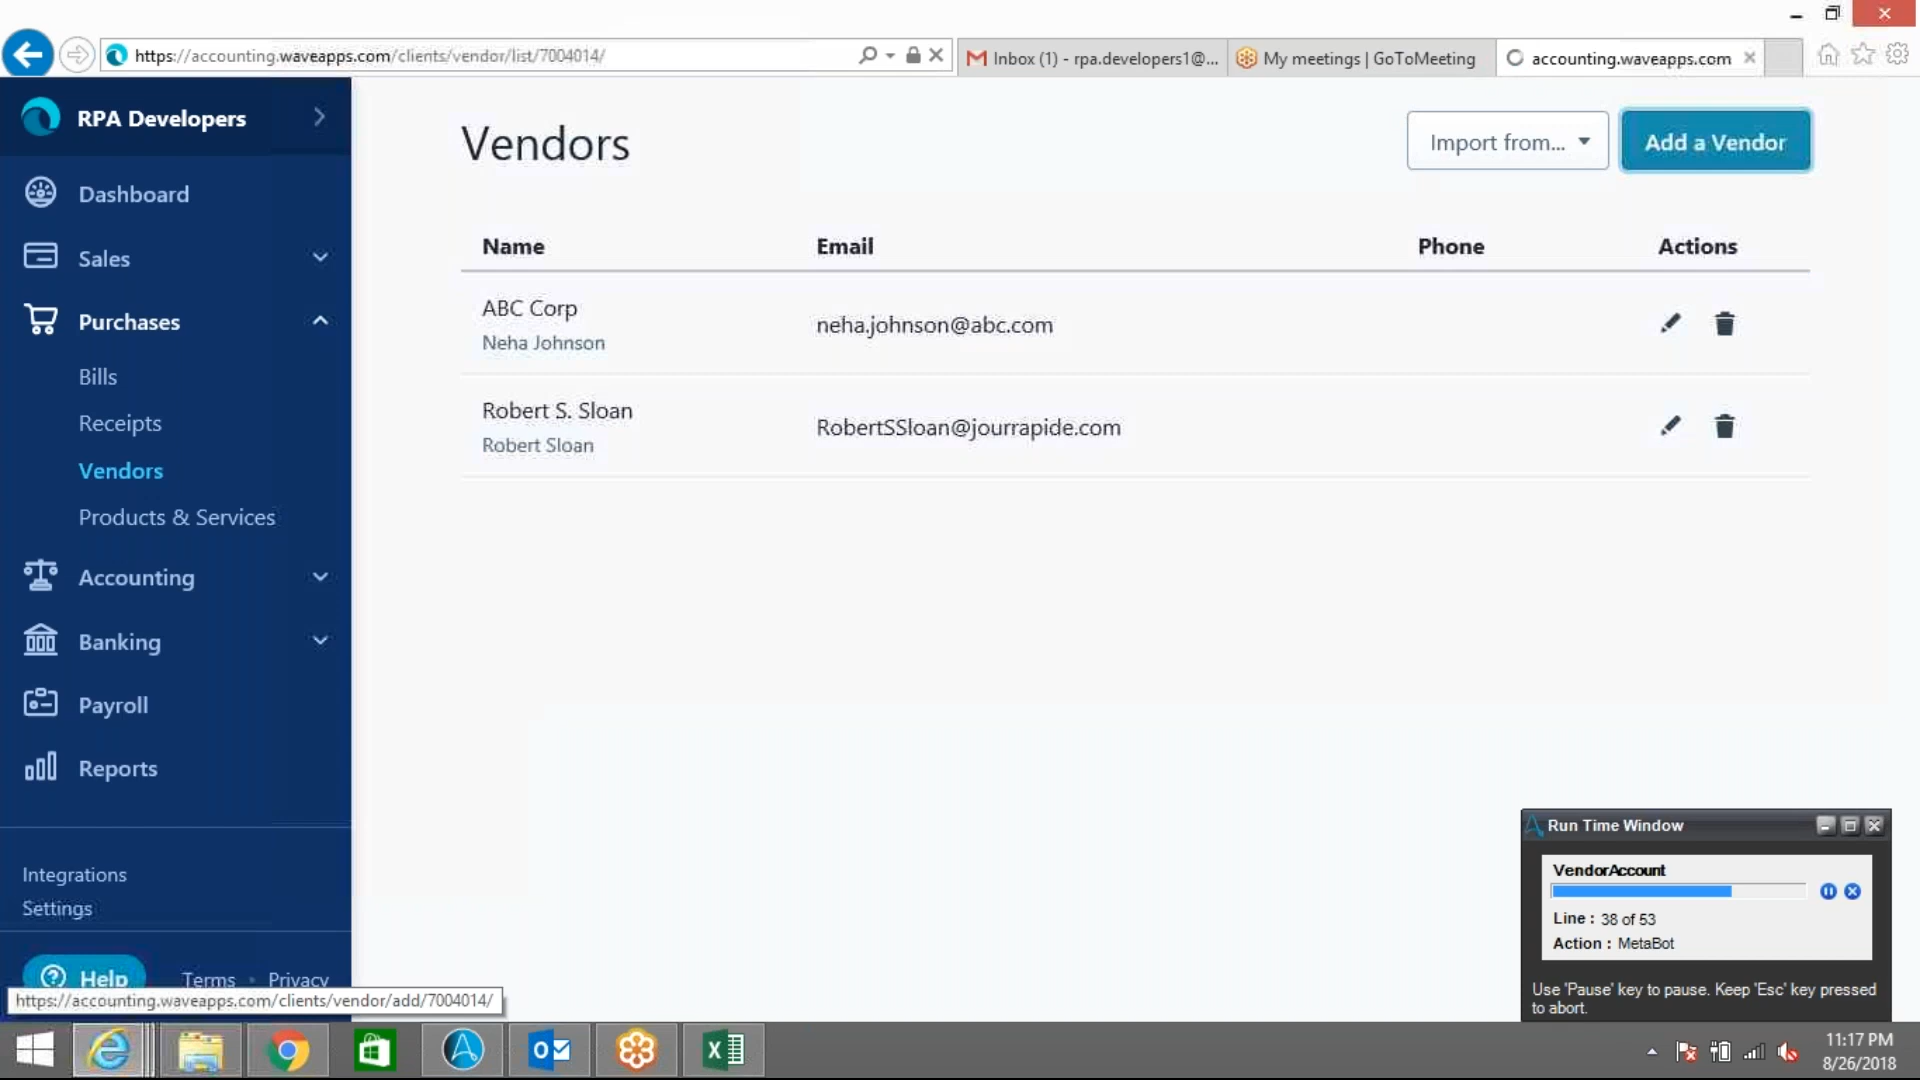 https://accounting.waveapps.com/clients/vendor/list/7004014/
Inbox (1) - rpa.developers1@...
My meetings | GoToMeeting
accounting.waveapps.com
RPA Developers
Dashboard
Sales
Purchases
Bills
Receipts
Vendors
Products & Services
Accounting
Banking
Payroll
Reports
Integrations
Settings
Help
Terms
Privacy
https://accounting.waveapps.com/clients/vendor/add/7004014/
Vendors
Import from...
Add a Vendor
Name Email Phone Actions
ABC Corp
Neha Johnson
neha.johnson@abc.com
Robert S. Sloan
Robert Sloan
RobertSSloan@jourrapide.com
Run Time Window
VendorAccount
Line : 38 of 53
Action : MetaBot
Use 'Pause' key to pause. Keep 'Esc' key pressed
to abort.
11:17 PM
8/26/2018